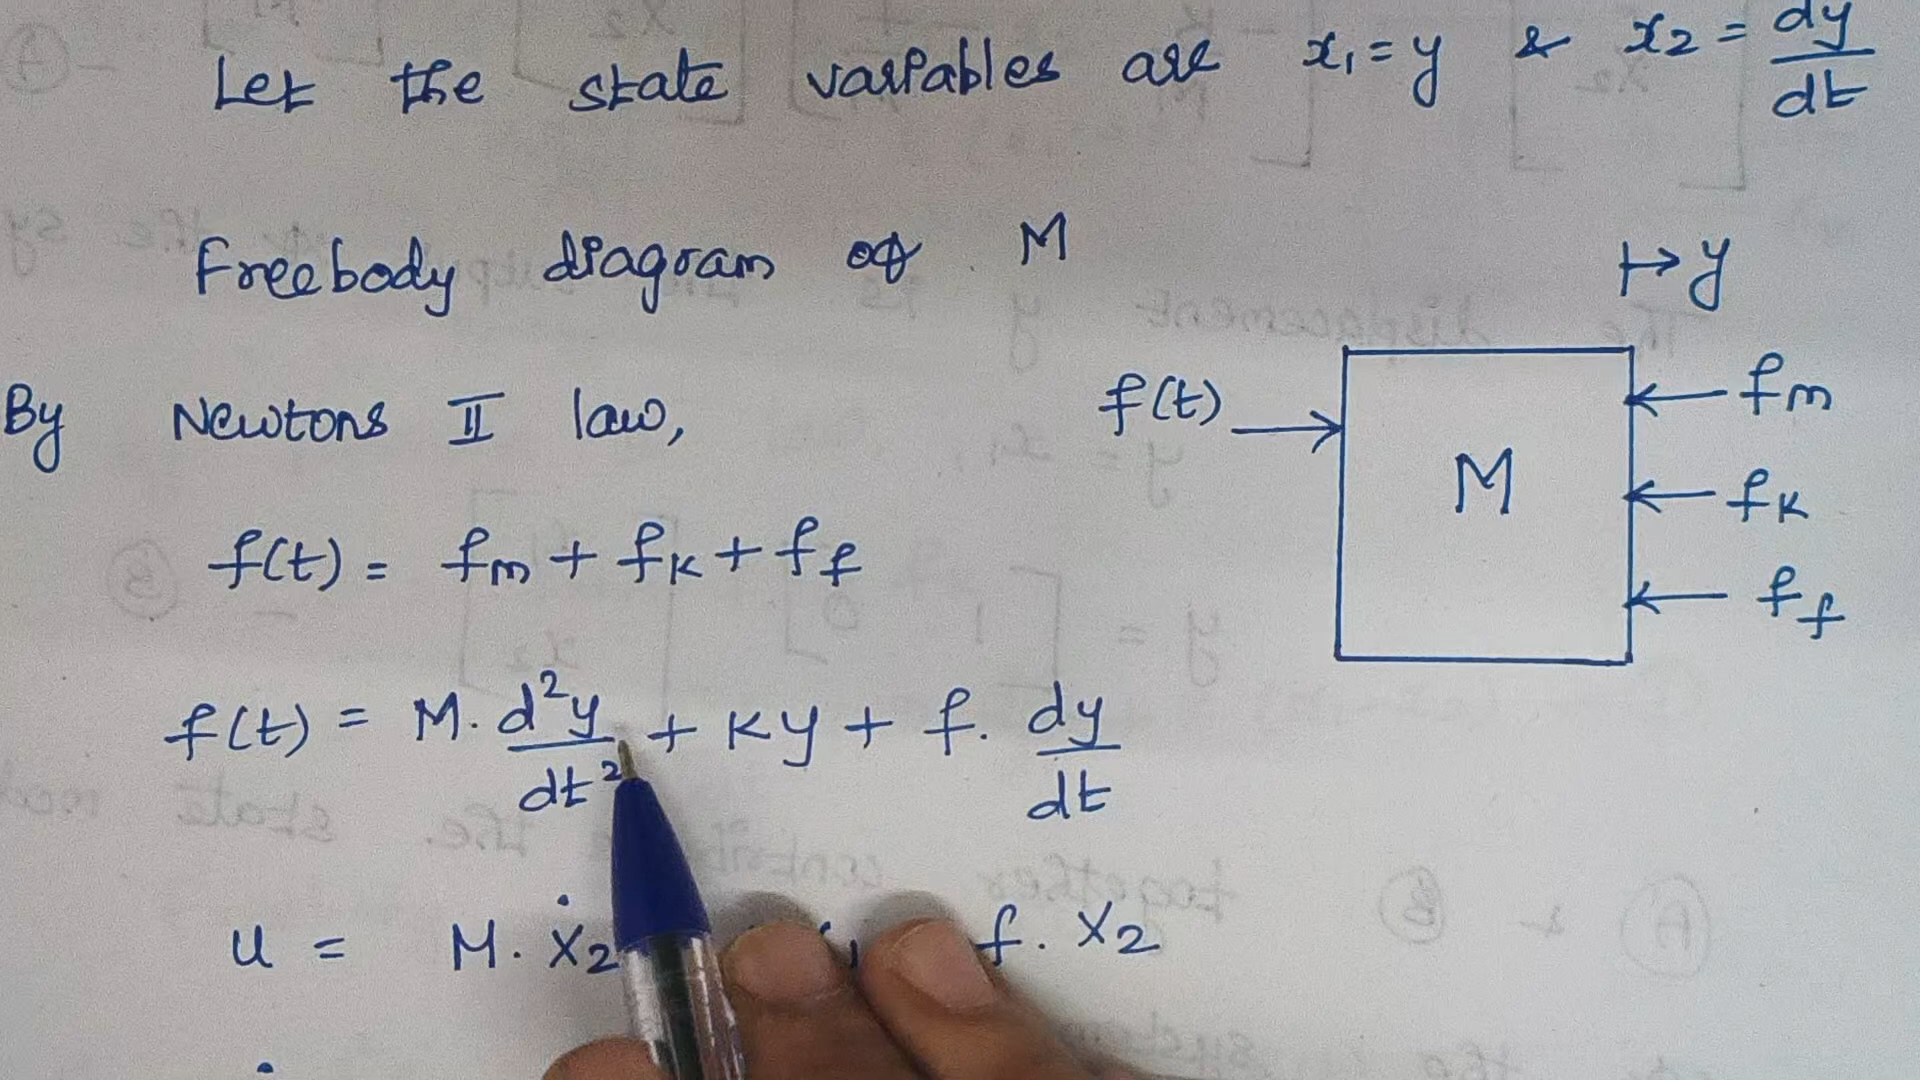 Let the state variables are x₁ = y & x₂ = dy/dt
Freebody diagram of M
↦ y
By Newtons II law,
f(t)
M
fm
fK
ff
f(t) = fm + fK + ff
f(t) = M. d²y/dt² + Ky + f. dy/dt
u = M. Ẋ2 f. X2